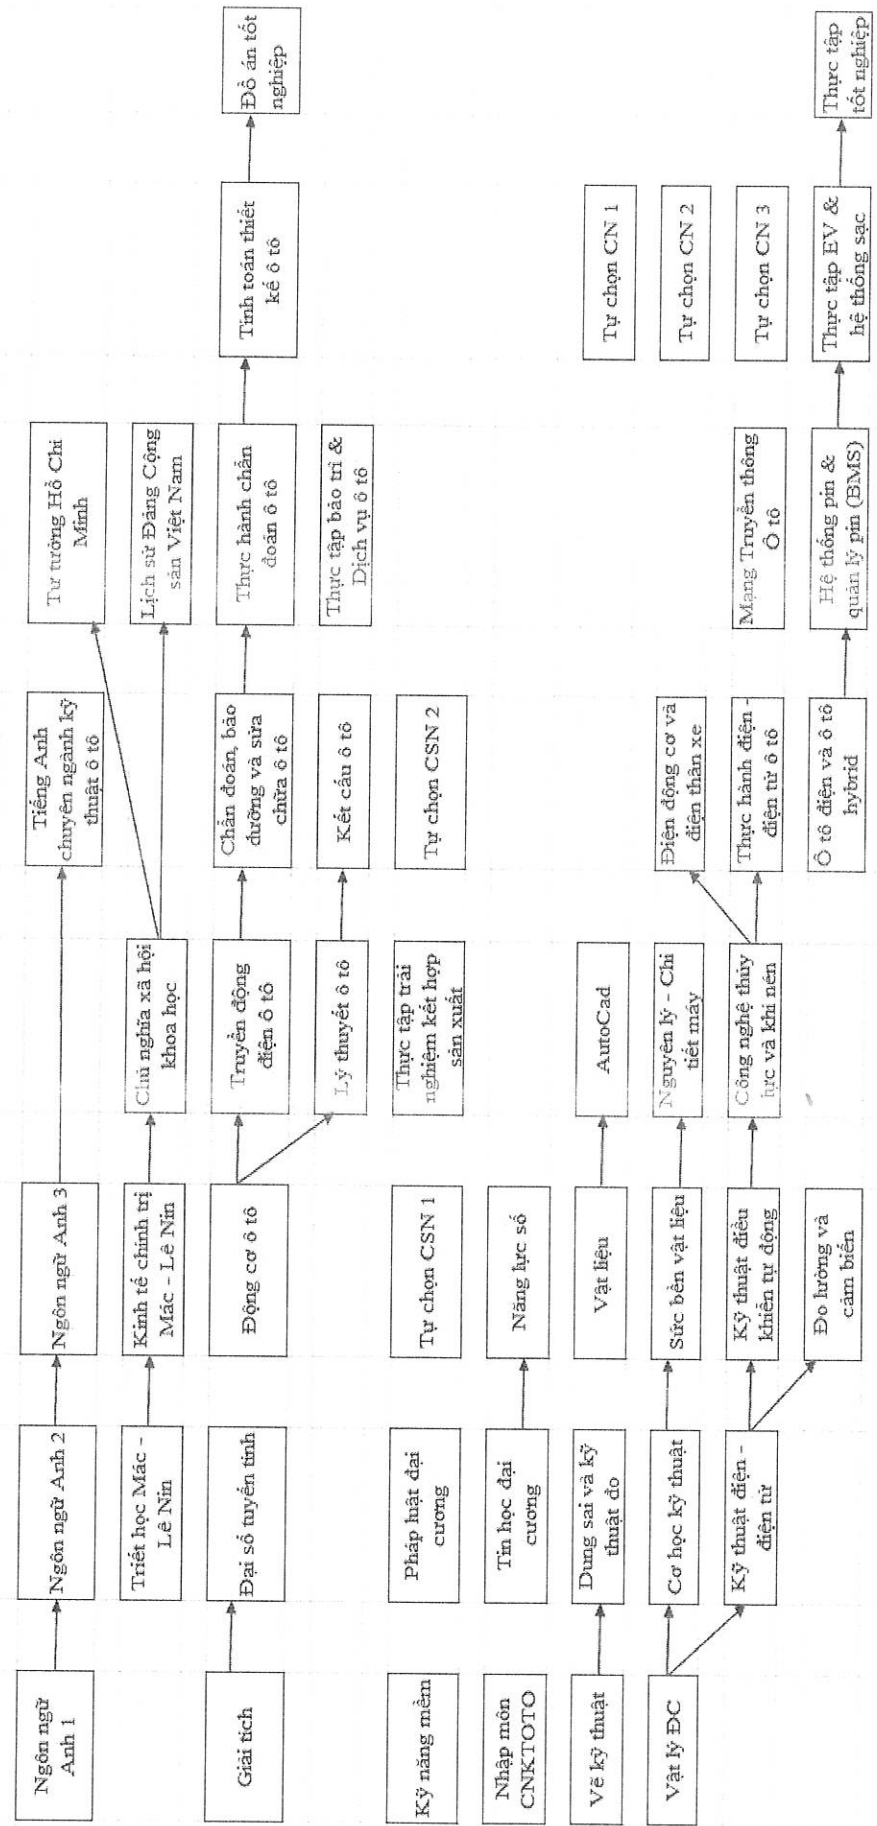 Ngôn ngữ
Anh 1
Giải tích
Kỹ năng mềm
Nhập môn
CNKTOTO
Vẽ kỹ thuật
Vật lý ĐC
Ngôn ngữ Anh 2
Triết học Mác –
Lê Nin
Đại số tuyến tính
Pháp luật đại
cương
Tin học đại
cương
Dung sai và kỹ
thuật đo
Cơ học kỹ thuật
Kỹ thuật điện –
điện tử
Ngôn ngữ Anh 3
Kinh tế chính trị
Mác – Lê Nin
Động cơ ô tô
Tự chọn CSN 1
Năng lực số
Vật liệu
Sức bền vật liệu
Kỹ thuật điều
khiển tự động
Đo lường và
cảm biến
Chủ nghĩa xã hội
khoa học
Truyền động
điện ô tô
Lý thuyết ô tô
Thực tập trải
nghiệm kết hợp
sản xuất
AutoCad
Nguyên lý - Chi
tiết máy
Công nghệ thủy
lực và khí nén
Tiếng Anh
chuyên ngành kỹ
thuật ô tô
Chẩn đoán, bảo
dưỡng và sửa
chữa ô tô
Kết cấu ô tô
Tự chọn CSN 2
Điện động cơ và
điện thân xe
Thực hành điện -
điện tử ô tô
Ô tô điện và ô tô
hybrid
Tư tưởng Hồ Chí
Minh
Lịch sử Đảng Cộng
sản Việt Nam
Thực hành chẩn
đoán ô tô
Thực tập bảo trì &
Dịch vụ ô tô
Mạng Truyền thông
Ô tô
Hệ thống pin &
quản lý pin (BMS)
Tính toán thiết
kế ô tô
Tự chọn CN 1
Tự chọn CN 2
Tự chọn CN 3
Thực tập EV &
hệ thống sạc
Đồ án tốt
nghiệp
Thực tập
tốt nghiệp